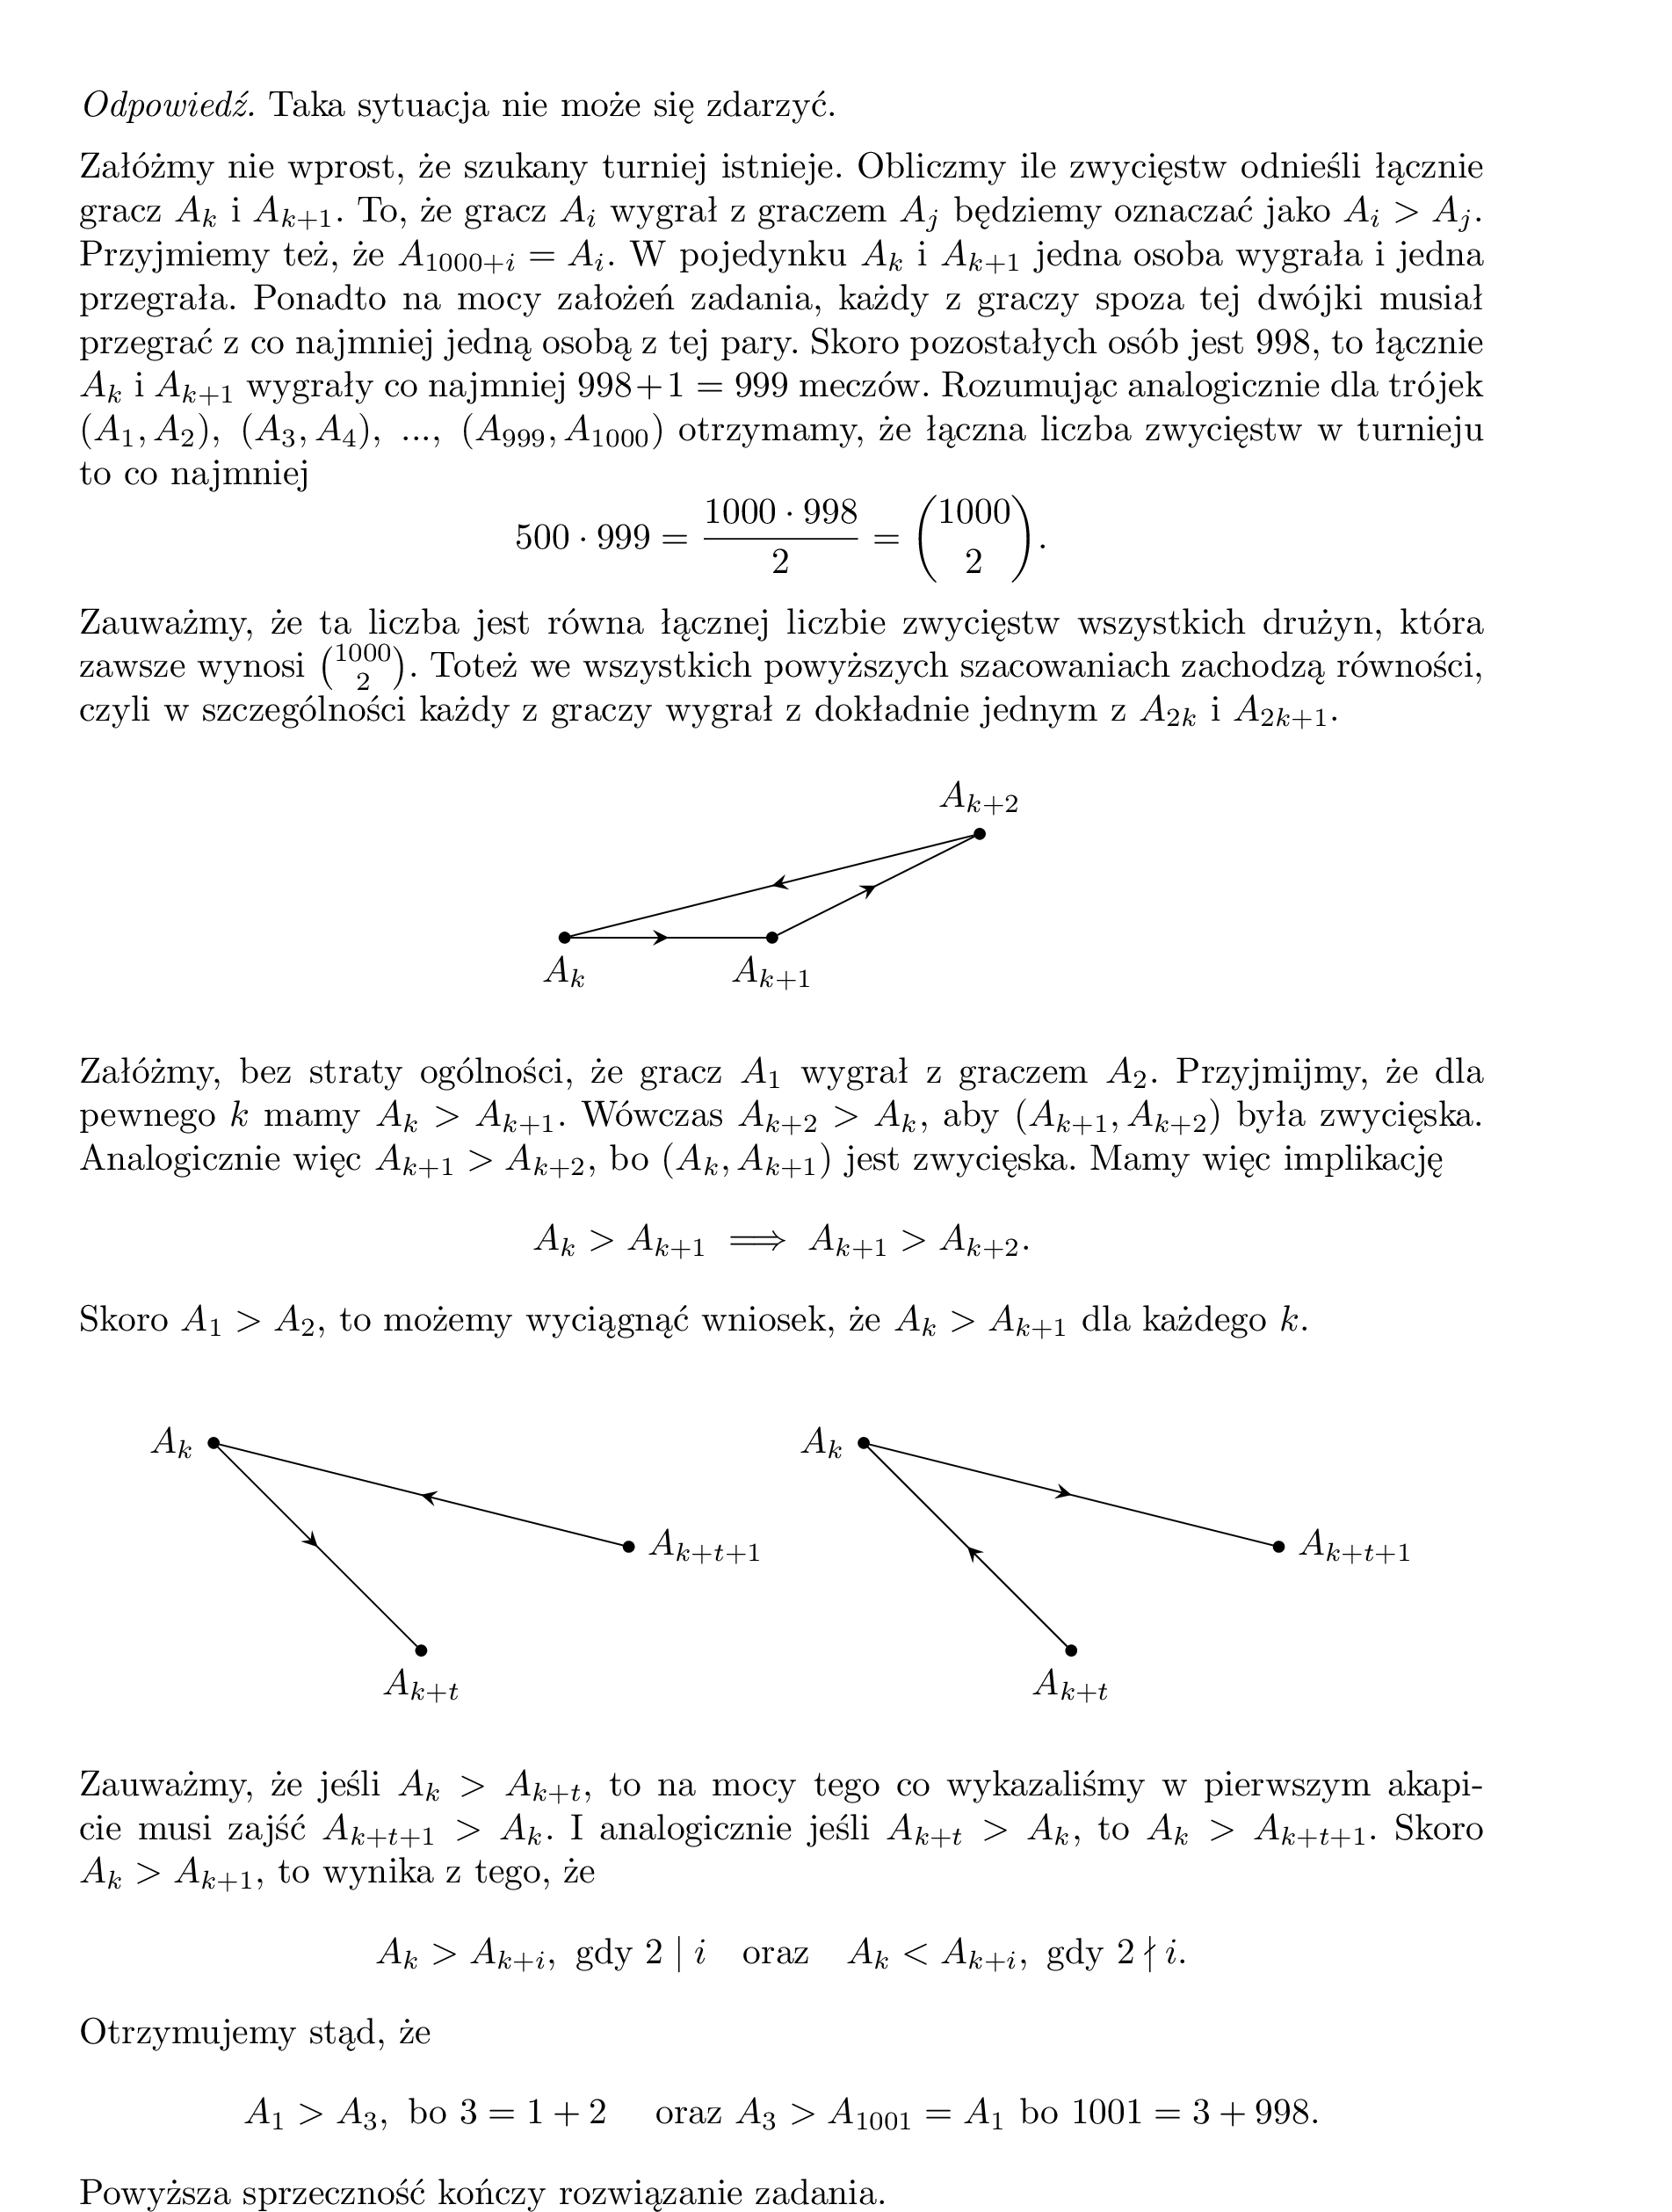 Odpowiedź. Taka sytuacja nie może się zdarzyć.
Załóżmy nie wprost, że szukany turniej istnieje. Obliczmy ile zwycięstw odnieśli łącznie
gracz $A_k$ i $A_{k+1}$. To, że gracz $A_i$ wygrał z graczem $A_j$ będziemy oznaczać jako $A_i > A_j$.
Przyjmiemy też, że $A_{1000+i} = A_i$. W pojedynku $A_k$ i $A_{k+1}$ jedna osoba wygrała i jedna
przegrała. Ponadto na mocy założeń zadania, każdy z graczy spoza tej dwójki musiał
przegrać z co najmniej jedną osobą z tej pary. Skoro pozostałych osób jest 998, to łącznie
$A_k$ i $A_{k+1}$ wygrały co najmniej $998+1 = 999$ meczów. Rozumując analogicznie dla trójek
$(A_1, A_2)$, $(A_3, A_4)$, ..., $(A_{999}, A_{1000})$ otrzymamy, że łączna liczba zwycięstw w turnieju
to co najmniej
$500 \cdot 999 = \frac{1000 \cdot 998}{2} = \binom{1000}{2}.$
Zauważmy, że ta liczba jest równa łącznej liczbie zwycięstw wszystkich drużyn, która
zawsze wynosi $\binom{1000}{2}$. Toteż we wszystkich powyższych szacowaniach zachodzą równości,
czyli w szczególności każdy z graczy wygrał z dokładnie jednym z $A_{2k}$ i $A_{2k+1}$.
$A_{k+2}$
$A_k$ $A_{k+1}$
Załóżmy, bez straty ogólności, że gracz $A_1$ wygrał z graczem $A_2$. Przyjmijmy, że dla
pewnego $k$ mamy $A_k > A_{k+1}$. Wówczas $A_{k+2} > A_k$, aby $(A_{k+1}, A_{k+2})$ była zwycięska.
Analogicznie więc $A_{k+1} > A_{k+2}$, bo $(A_k, A_{k+1})$ jest zwycięska. Mamy więc implikację
$A_k > A_{k+1} \implies A_{k+1} > A_{k+2}.$
Skoro $A_1 > A_2$, to możemy wyciągnąć wniosek, że $A_k > A_{k+1}$ dla każdego $k$.
$A_k$ $A_k$
$A_{k+t+1}$ $A_{k+t+1}$
$A_{k+t}$ $A_{k+t}$
Zauważmy, że jeśli $A_k > A_{k+t}$, to na mocy tego co wykazaliśmy w pierwszym akapi-
cie musi zajść $A_{k+t+1} > A_k$. I analogicznie jeśli $A_{k+t} > A_k$, to $A_k > A_{k+t+1}$. Skoro
$A_k > A_{k+1}$, to wynika z tego, że
$A_k > A_{k+i}$, gdy $2 \mid i$ oraz $A_k < A_{k+i}$, gdy $2 \nmid i$.
Otrzymujemy stąd, że
$A_1 > A_3$, bo $3 = 1 + 2$ oraz $A_3 > A_{1001} = A_1$ bo $1001 = 3 + 998$.
Powyższa sprzeczność kończy rozwiązanie zadania.